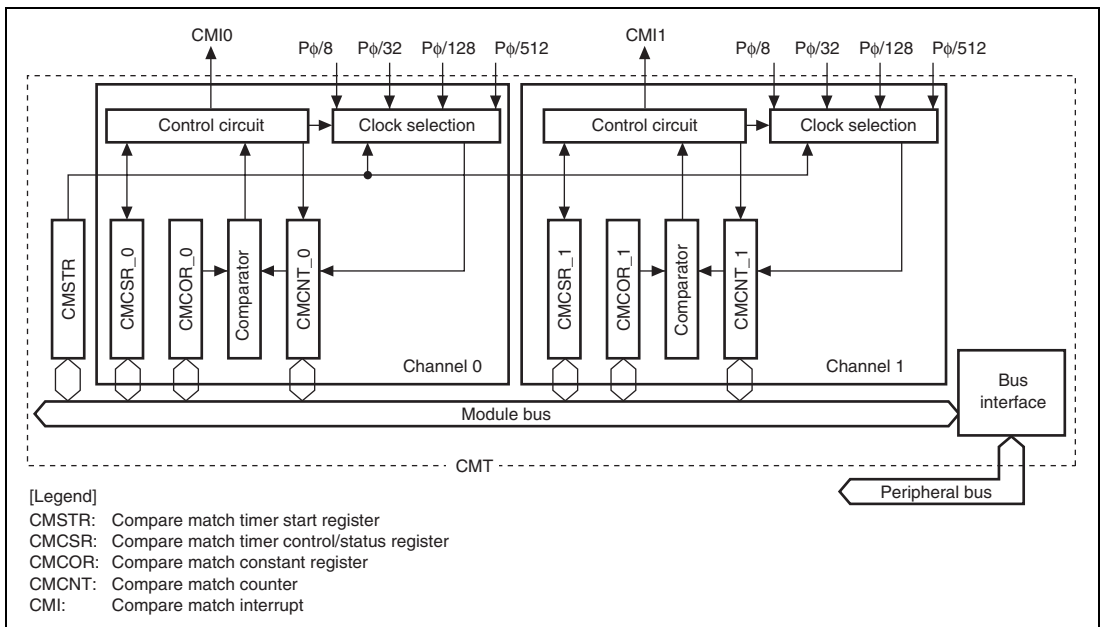 CMI0
Pϕ/8 Pϕ/32 Pϕ/128 Pϕ/512
CMI1
Pϕ/8 Pϕ/32 Pϕ/128 Pϕ/512
Control circuit
Clock selection
Control circuit
Clock selection
CMSTR
CMCSR_0
CMCOR_0
Comparator
CMCNT_0
CMCSR_1
CMCOR_1
Comparator
CMCNT_1
Channel 0
Channel 1
Bus
interface
Module bus
CMT
Peripheral bus
[Legend]
CMSTR: Compare match timer start register
CMCSR: Compare match timer control/status register
CMCOR: Compare match constant register
CMCNT: Compare match counter
CMI: Compare match interrupt